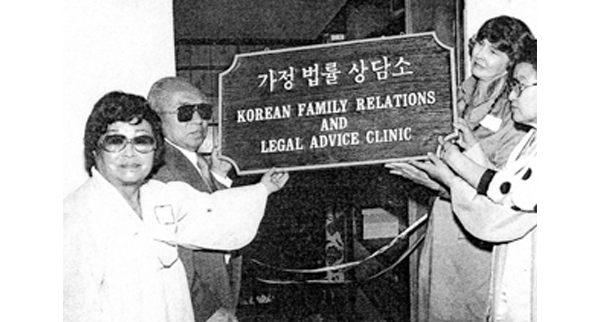 가정 법률 상담소
KOREAN FAMILY RELATIONS
AND
LEGAL ADVICE CLINIC